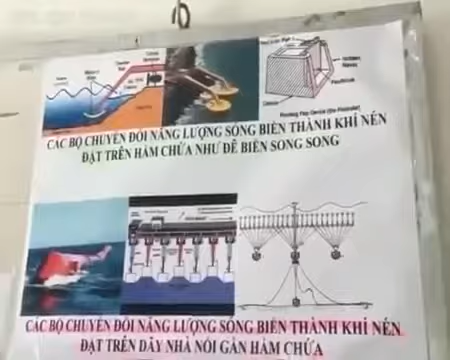 CÁC BỘ CHUYỂN ĐỔI NĂNG LƯỢNG SÓNG BIỂN THÀNH KHÍ NÉN
ĐẶT TRÊN HẦM CHỨA NHƯ ĐÊ BIỂN SONG SONG
CÁC BỘ CHUYỂN ĐỔI NĂNG LƯỢNG SÓNG BIỂN THÀNH KHÍ NÉN
ĐẶT TRÊN DÃY NHÀ NỔI GẦN HẦM CHỨA